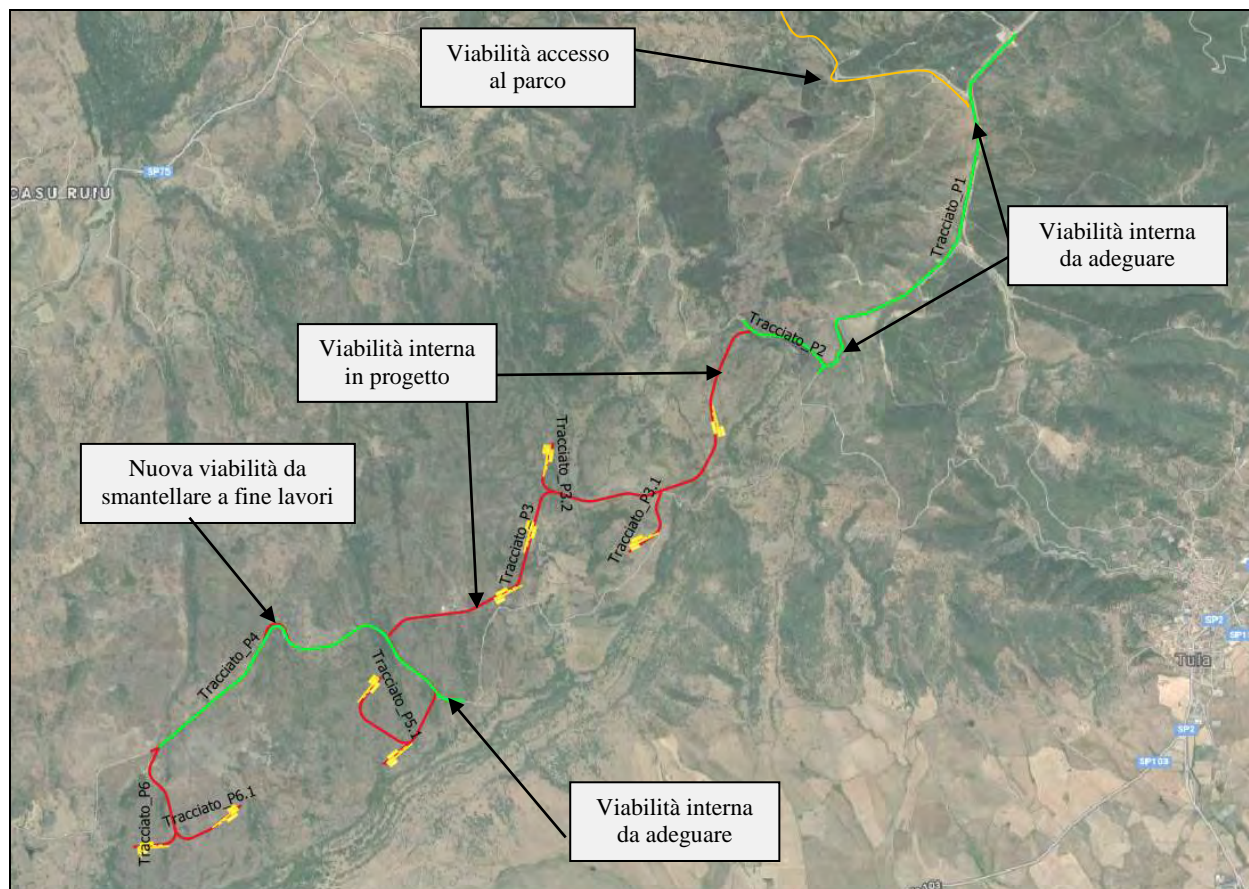 Viabilità accesso
al parco
SP75
CASU RUIU
Tracciato_P1
Viabilità interna
da adeguare
Tracciato_P2
Viabilità interna
in progetto
Tracciato_P3.2
Nuova viabilità da
smantellare a fine lavori
Tracciato_P3
Tracciato_P3.1
SP2
Tula
Tracciato_P4
Tracciato_P5.1
SP2
SP103
Tracciato_P6
Tracciato_P6.1
Viabilità interna
da adeguare